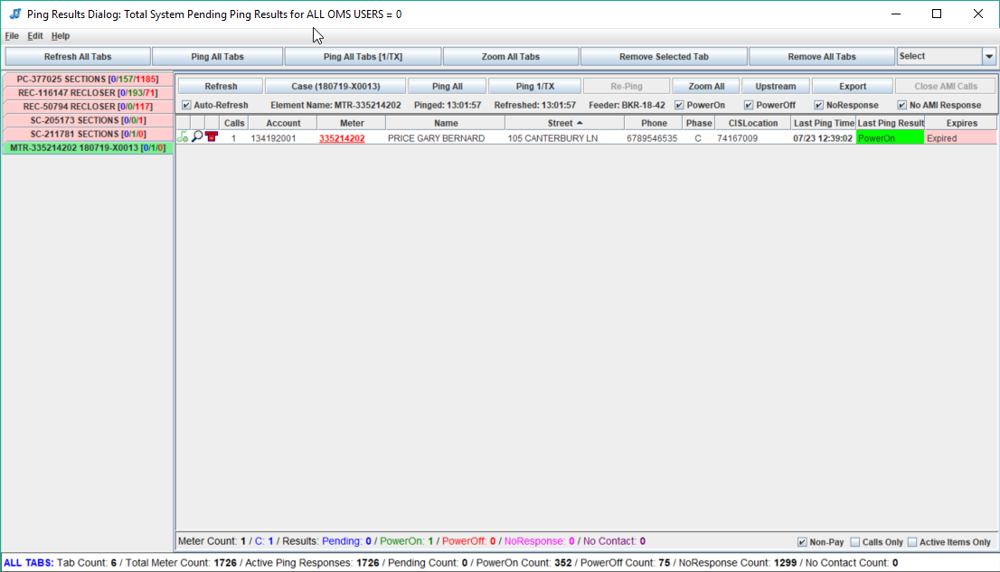 Ping Results Dialog: Total System Pending Ping Results for ALL OMS USERS = 0
File Edit Help
Refresh All Tabs Ping All Tabs Ping All Tabs [1/TX] Zoom All Tabs Remove Selected Tab Remove All Tabs Select
PC-377025 SECTIONS [0/157/1185]
REC-116147 RECLOSER [0/193/71]
REC-50794 RECLOSER [0/0/117]
SC-205173 SECTIONS [0/0/1]
SC-211781 SECTIONS [0/1/0]
MTR-335214202 180719-X0013 [0/1/0]
Refresh Case (180719-X0013) Ping All Ping 1/TX Re-Ping Zoom All Upstream Export Close AMI Calls
Auto-Refresh Element Name: MTR-335214202 Pinged: 13:01:57 Refreshed: 13:01:57 Feeder: BKR-18-42 PowerOn PowerOff NoResponse No AMI Response
Calls Account Meter Name Street Phone Phase CISLocation Last Ping Time Last Ping Result Expires
1 134192001 335214202 PRICE GARY BERNARD 105 CANTERBURY LN 6789546535 C 74167009 07/23 12:39:02 PowerOn Expired
Meter Count: 1 / C: 1 / Results: Pending: 0 / PowerOn: 1 / PowerOff: 0 / NoResponse: 0 / No Contact: 0
Non-Pay Calls Only Active Items Only
ALL TABS: Tab Count: 6 / Total Meter Count: 1726 / Active Ping Responses: 1726 / Pending Count: 0 / PowerOn Count: 352 / PowerOff Count: 75 / NoResponse Count: 1299 / No Contact Count: 0